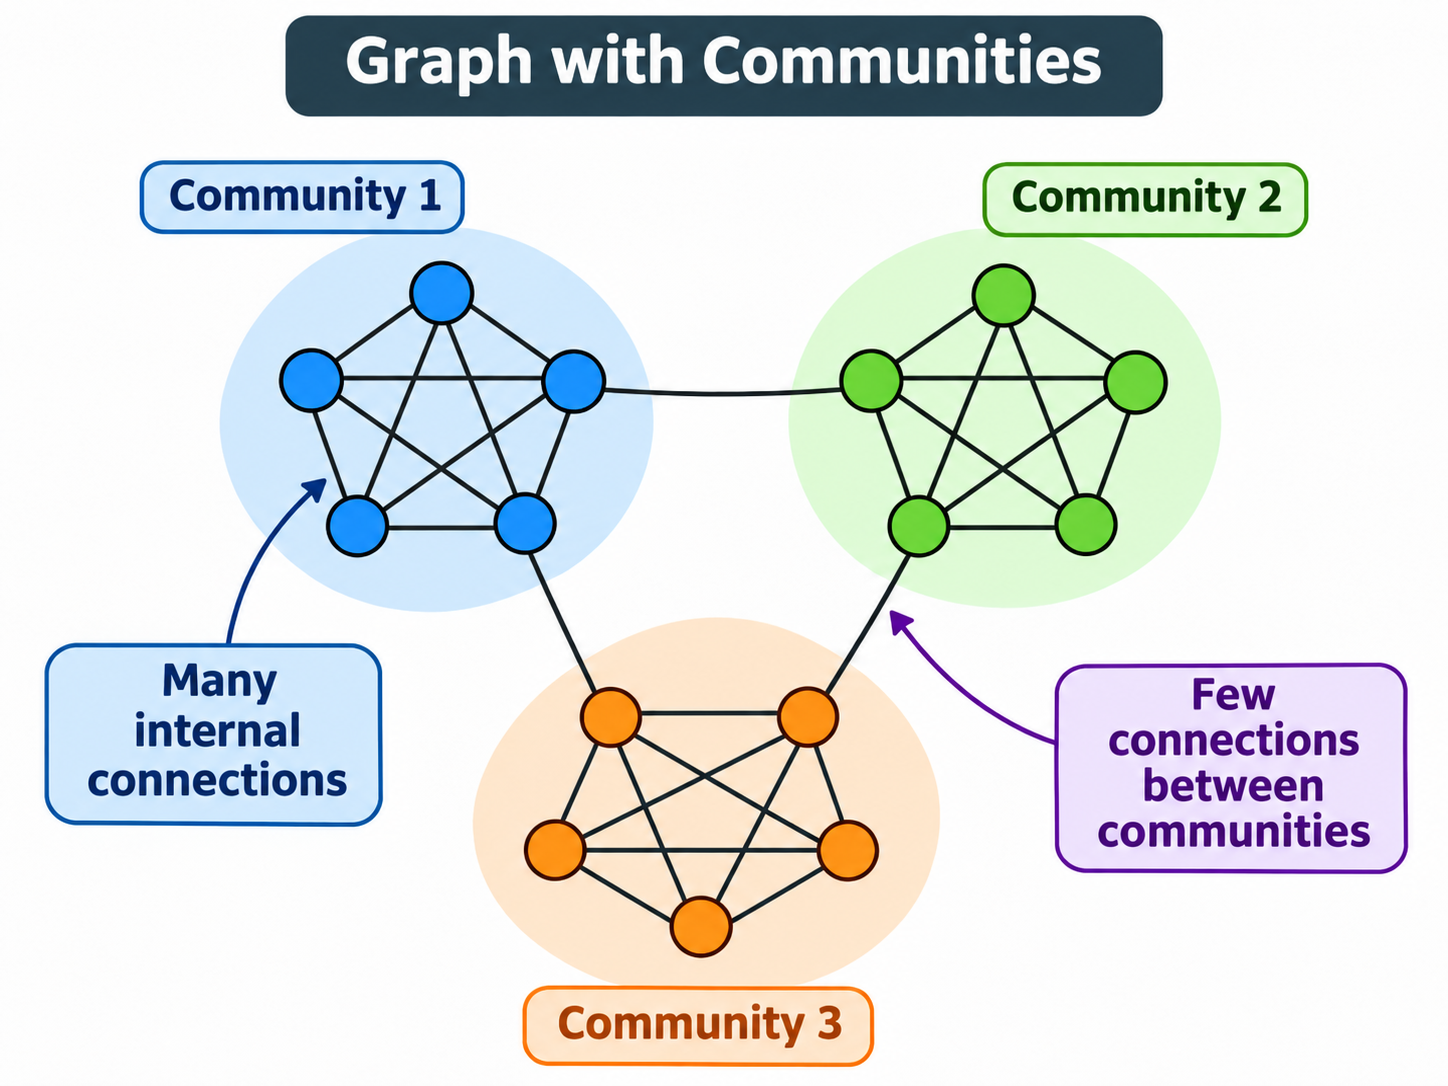 Graph with Communities
Community 1
Community 2
Many
internal
connections
Few
connections
between
communities
Community 3